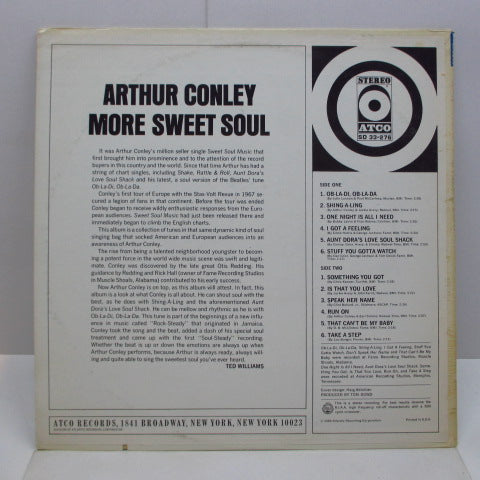 ARTHUR CONLEY
MORE SWEET SOUL
It was Arthur Conley's million seller single Sweet Soul Music that
first brought him into prominence and to the attention of the record
buyers in this country and the world. Since that time Arthur has had a
string of chart singles, including Shake, Rattle & Roll, Aunt Dora's
Love Soul Shack and his latest, a soul version of the Beatles' tune
Ob-La-Di, Ob-La-Da.
Conley's first tour of Europe with the Stax-Volt Revue in 1967 se-
cured a legion of fans in that continent. Before the tour was ended
Conley began to receive wildly enthusiastic responses from the Euro-
pean audiences. Sweet Soul Music had just been released there and
immediately began to climb the English charts.
This album is a collection of tunes in that same dynamic kind of soul
singing bag that socked American and European audiences into an
awareness of Arthur Conley.
The rise from being a talented neighborhood youngster to becom-
ing a potent force in the world wide music scene was swift and legiti-
mate. Conley was discovered by the late great Otis Redding. His
guidance by Redding and Rick Hall (owner of Fame Recording Studios
in Muscle Shoals, Alabama) contributed to his early success.
Now Arthur Conley is on top, as this album will attest. In fact, this
album is a look at what Conley is all about. He can shout soul with the
best, as he does with Shing-A-Ling and the aforementioned Aunt
Dora's Love Soul Shack. He can be mellow and rhythmic as he is with
Ob-La-Di, Ob-La-Da. This tune is part of the beginnings of a new influ-
ence in music called "Rock-Steady" that originated in Jamaica.
Conley took the song and the beat, added a dash of his special soul
treatment and came up with the first "Soul-Steady" recording.
Whether the beat is up or down the emotions are always up when
Arthur Conley performs, because Arthur is always ready, always will-
ing and quite able to sing the sweetest soul you've ever heard.
TED WILLIAMS
ATCO RECORDS, 1841 BROADWAY, NEW YORK, NEW YORK 10023
STEREO
ATCO
SD 33-276
SIDE ONE
1. OB-LA-DI, OB-LA-DA
2. SHING-A-LING
3. ONE NIGHT IS ALL I NEED
4. I GOT A FEELING
5. AUNT DORA'S LOVE SOUL SHACK
6. STUFF YOU GOTTA WATCH
SIDE TWO
1. SOMETHING YOU GOT
2. IS THAT YOU LOVE
3. SPEAK HER NAME
4. RUN ON
5. THAT CAN'T BE MY BABY
6. TAKE A STEP
PRODUCED BY TOM DOWD